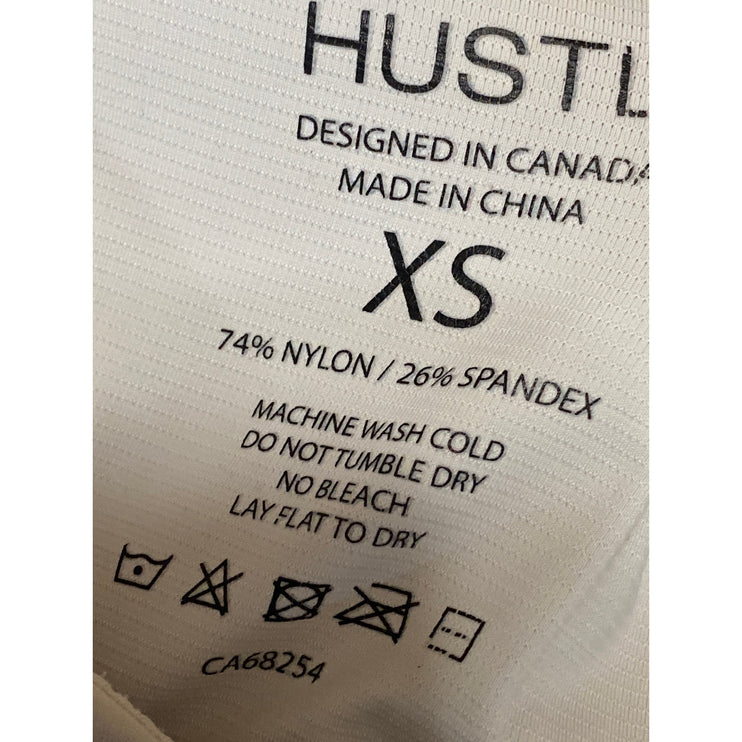 HUSTL
DESIGNED IN CANADA
MADE IN CHINA
XS
74% NYLON / 26% SPANDEX
MACHINE WASH COLD
DO NOT TUMBLE DRY
NO BLEACH
LAY FLAT TO DRY
CA68254